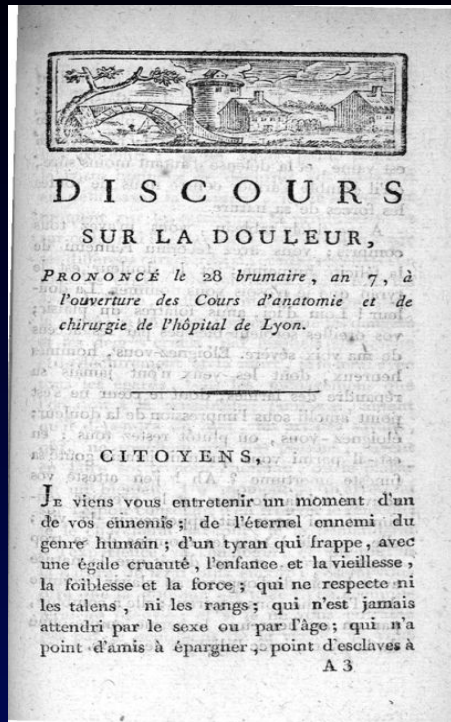 DISCOURS
SUR LA DOULEUR,
PRONONCÉ le 28 brumaire, an 7, à
l'ouverture des Cours d'anatomie et de
chirurgie de l'hôpital de Lyon.
CITOYENS,
JE viens vous entretenir un moment d'un
de vos ennemis; de l'éternel ennemi du
genre humain; d'un tyran qui frappe, avec
une égale cruauté, l'enfance et la vieillesse,
la foiblesse et la force; qui ne respecte ni
les talens, ni les rangs; qui n'est jamais
attendri par le sexe ou par l'âge; qui n'a
point d'amis à épargner, point d'esclaves à
A 3